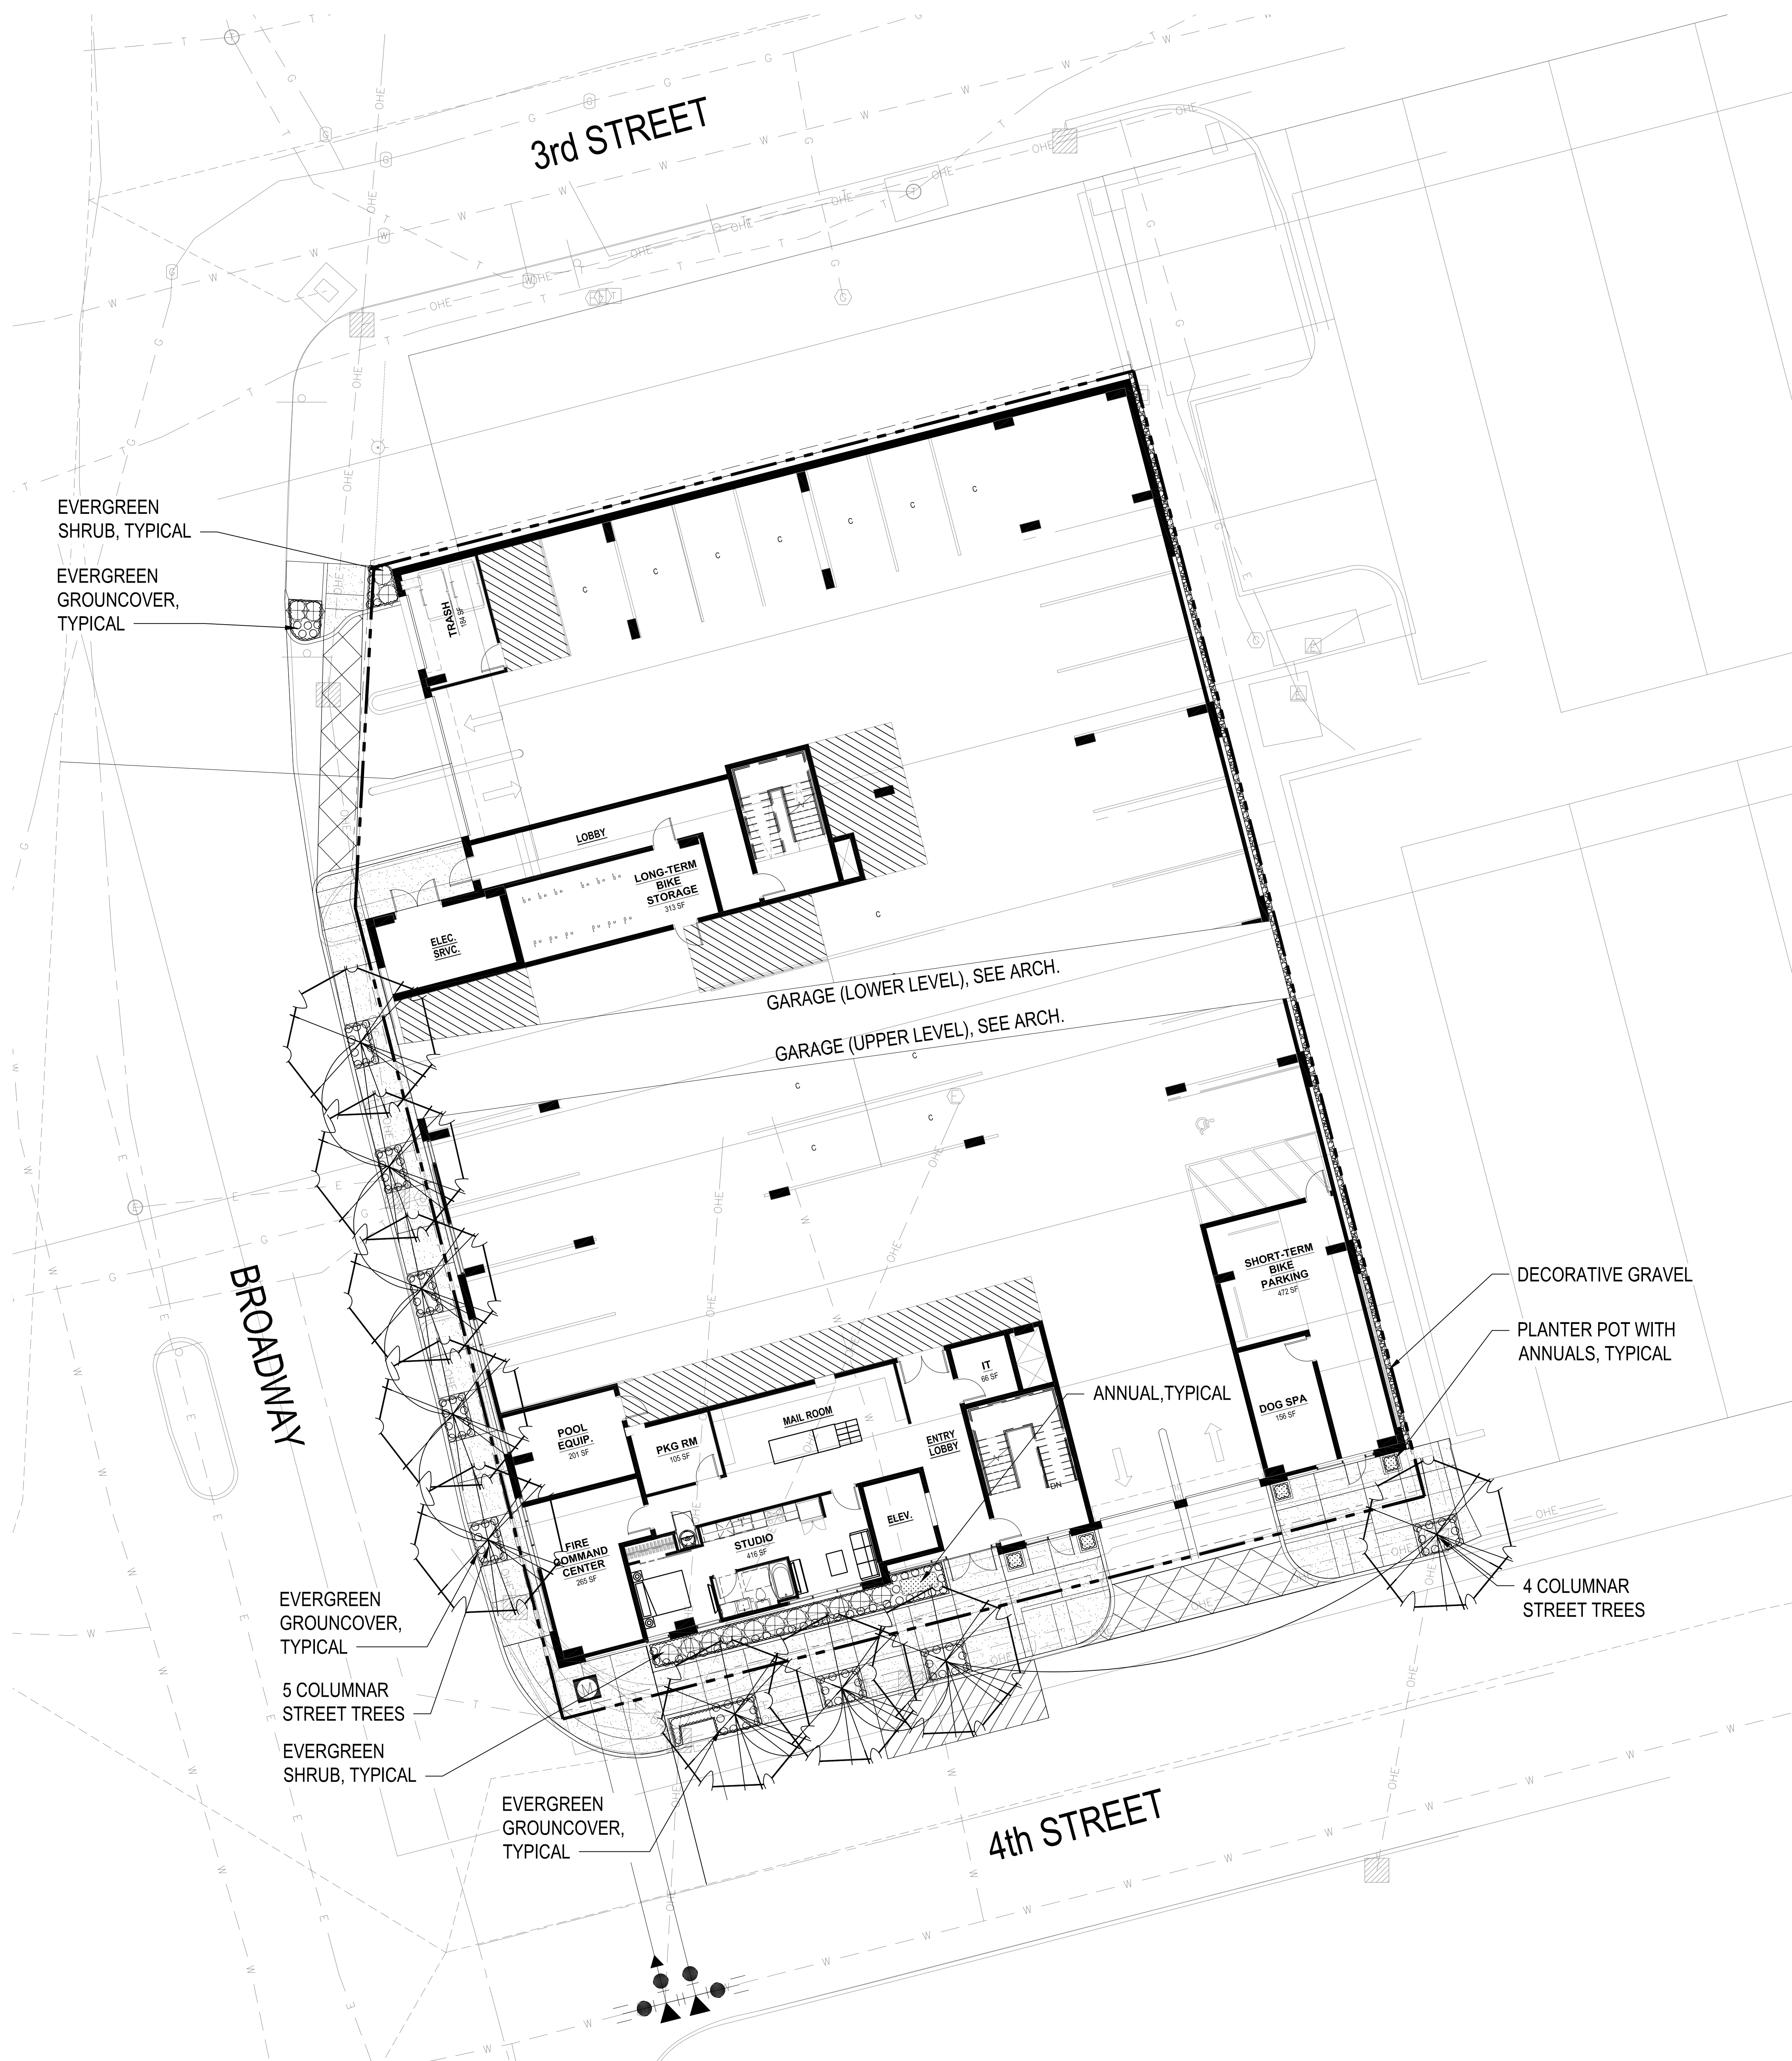 3rd STREET
EVERGREEN
SHRUB, TYPICAL
EVERGREEN
GROUNCOVER,
TYPICAL
TRASH
184 SF
LOBBY
LONG-TERM
BIKE
STORAGE
313 SF
ELEC.
SRVC.
GARAGE (LOWER LEVEL), SEE ARCH.
GARAGE (UPPER LEVEL), SEE ARCH.
BROADWAY
SHORT-TERM
BIKE
PARKING
472 SF
DECORATIVE GRAVEL
PLANTER POT WITH
ANNUALS, TYPICAL
ANNUAL,TYPICAL
IT
66 SF
DOG SPA
156 SF
MAIL ROOM
POOL
EQUIP.
201 SF
PKG RM
105 SF
ENTRY
LOBBY
DN
ELEV.
STUDIO
416 SF
FIRE
COMMAND
CENTER
265 SF
4 COLUMNAR
STREET TREES
EVERGREEN
GROUNCOVER,
TYPICAL
5 COLUMNAR
STREET TREES
EVERGREEN
SHRUB, TYPICAL
EVERGREEN
GROUNCOVER,
TYPICAL
4th STREET